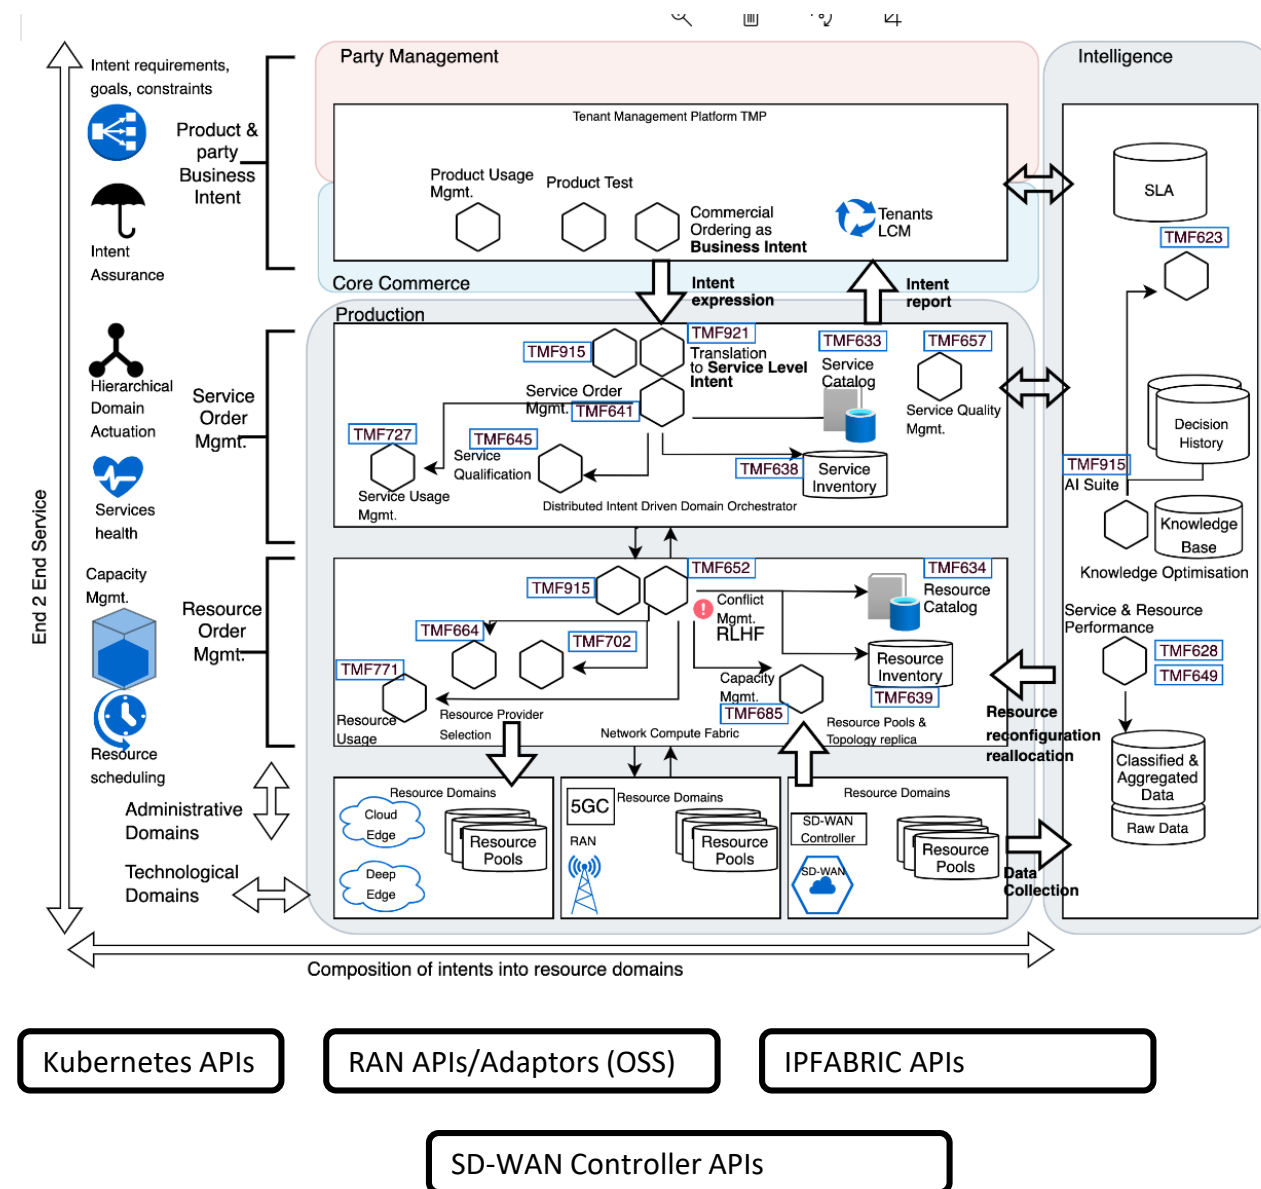 Party Management
Intelligence
Intent requirements,
goals, constraints
Product &
party
Business
Intent
Intent
Assurance
Tenant Management Platform TMP
Product Usage
Mgmt.
Product Test
Commercial
Ordering as
Business Intent
Tenants
LCM
Core Commerce
Intent
expression
Intent
report
SLA
TMF623
Production
Hierarchical
Domain
Actuation
Services
health
Service
Order
Mgmt.
TMF915
TMF921
Translation
to Service Level
Intent
TMF633
Service
Catalog
TMF657
Service Quality
Mgmt.
Service Order
Mgmt.
TMF641
TMF727
Service Usage
Mgmt.
TMF645
Service
Qualification
TMF638
Service
Inventory
Distributed Intent Driven Domain Orchestrator
Decision
History
TMF915
AI Suite
Knowledge
Base
Knowledge Optimisation
End 2 End Service
Capacity
Mgmt.
Resource
Order
Mgmt.
Resource
scheduling
TMF915
TMF652
Conflict
Mgmt.
RLHF
TMF634
Resource
Catalog
TMF664
TMF702
TMF771
Resource
Usage
Resource Provider
Selection
Capacity
Mgmt.
TMF685
Resource
Inventory
TMF639
Network Compute Fabric
Resource Pools &
Topology replica
Service & Resource
Performance
TMF628
TMF649
Resource
reconfiguration
reallocation
Classified &
Aggregated
Data
Raw Data
Administrative
Domains
Technological
Domains
Resource Domains
Cloud
Edge
Deep
Edge
Resource
Pools
Resource Domains
5GC
RAN
Resource
Pools
Resource Domains
SD-WAN
Controller
SD-WAN
Resource
Pools
Data
Collection
Composition of intents into resource domains
Kubernetes APIs
RAN APIs/Adaptors (OSS)
IPFABRIC APIs
SD-WAN Controller APIs